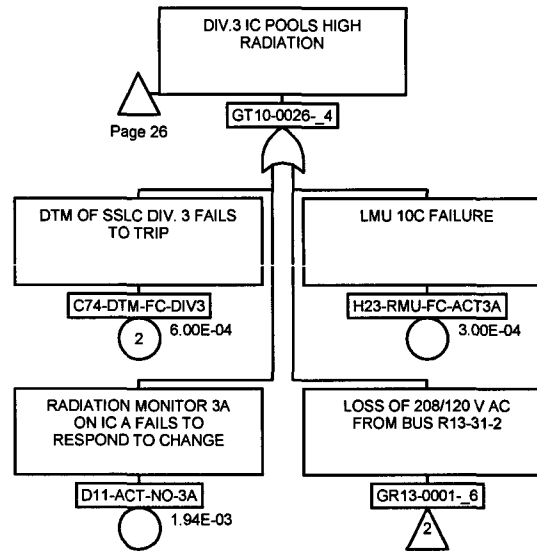 DIV.3 IC POOLS HIGH
RADIATION
Page 26
GT10-0026-_4
DTM OF SSLC DIV. 3 FAILS
TO TRIP
C74-DTM-FC-DIV3
2
6.00E-04
LMU 10C FAILURE
H23-RMU-FC-ACT3A
3.00E-04
RADIATION MONITOR 3A
ON IC A FAILS TO
RESPOND TO CHANGE
D11-ACT-NO-3A
1.94E-03
LOSS OF 208/120 V AC
FROM BUS R13-31-2
GR13-0001-_6
2